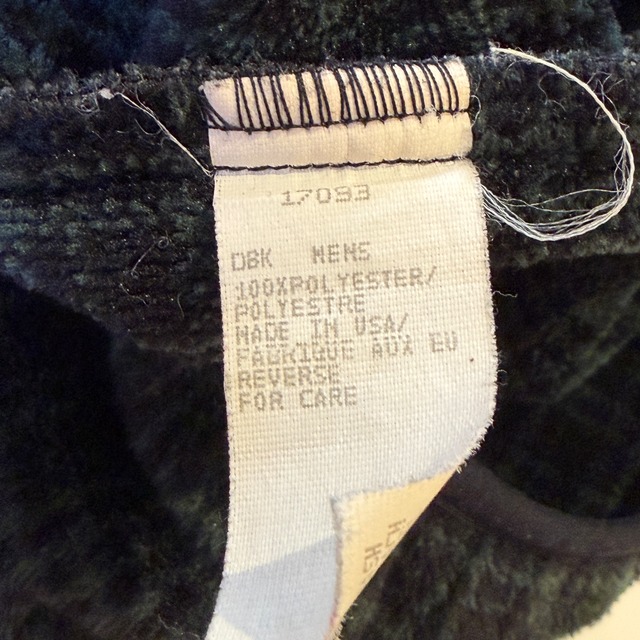 17093
DBK MENS
100%POLYESTER/
POLYESTRE
MADE IN USA/
FABRIQUE AUX EU
REVERSE
FOR CARE